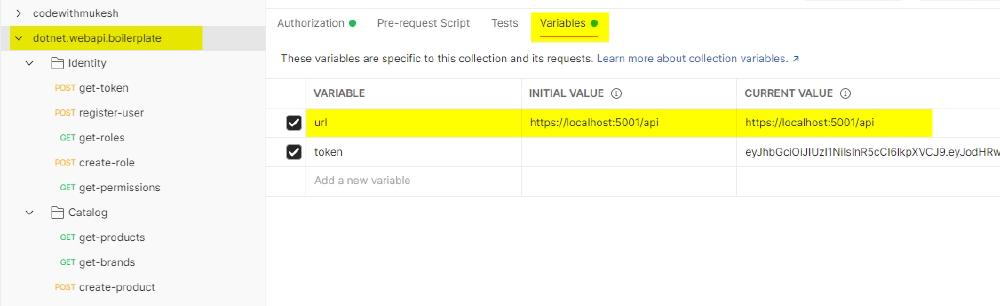 codewithmukesh
dotnet.webapi.boilerplate
Identity
POST get-token
POST register-user
GET get-roles
POST create-role
GET get-permissions
Catalog
GET get-products
GET get-brands
POST create-product
Authorization Pre-request Script Tests Variables
These variables are specific to this collection and its requests. Learn more about collection variables. ↗
VARIABLE INITIAL VALUE CURRENT VALUE
url https://localhost:5001/api https://localhost:5001/api
token eyJhbGciOiJIUzI1NiIsInR5cCI6IkpXVCJ9.eyJodHRw
Add a new variable